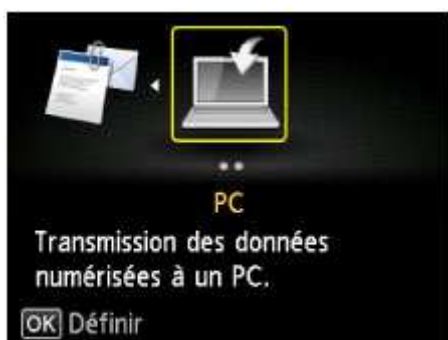 PC
Transmission des données
numérisées à un PC.
OK Définir